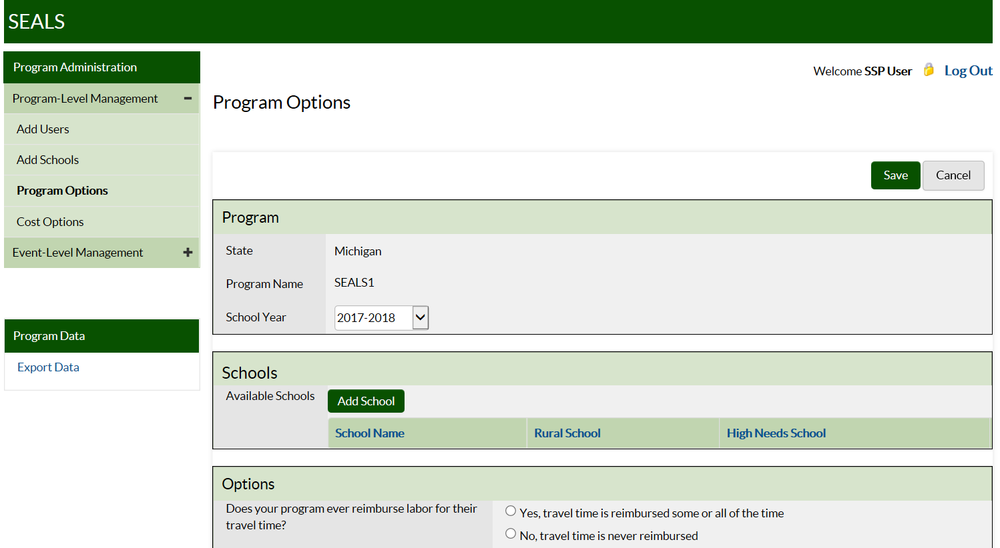 SEALS
Program Administration
Program-Level Management
Add Users
Add Schools
Program Options
Cost Options
Event-Level Management
Program Data
Export Data
Welcome SSP User Log Out
Program Options
Save Cancel
Program
State Michigan
Program Name SEALS1
School Year 2017-2018
Schools
Available Schools Add School
School Name Rural School High Needs School
Options
Does your program ever reimburse labor for their
travel time?
Yes, travel time is reimbursed some or all of the time
No, travel time is never reimbursed